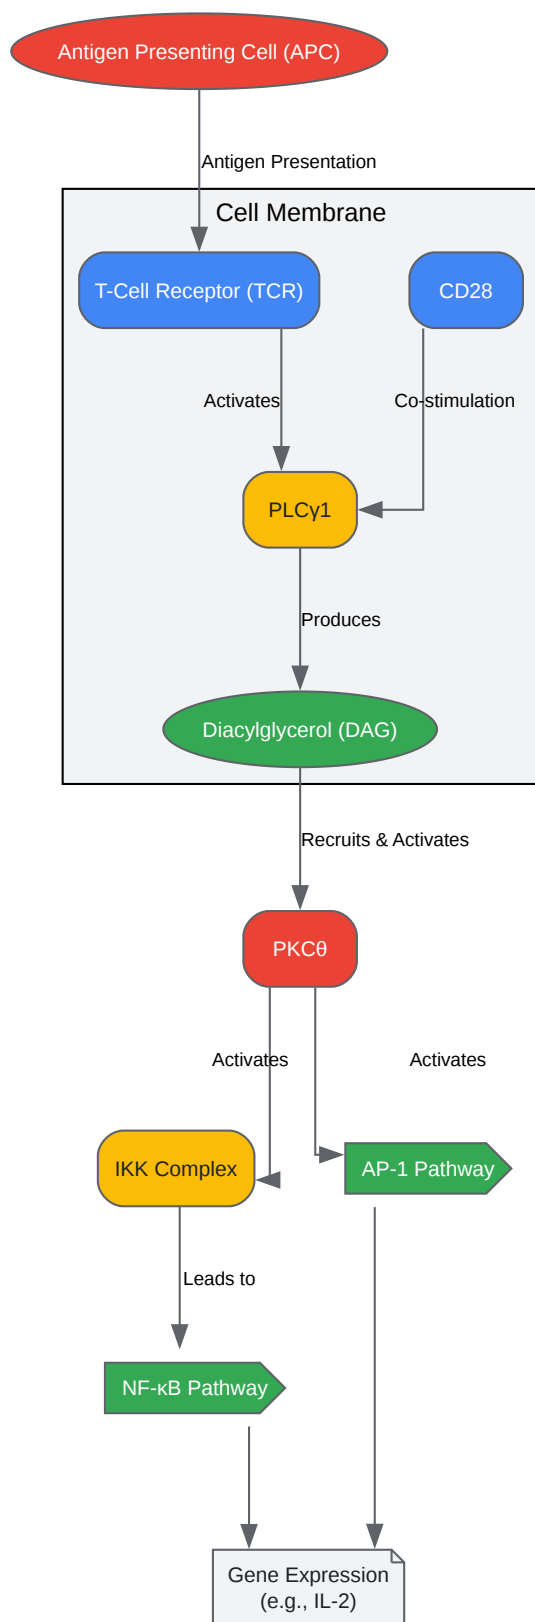 Antigen Presenting Cell (APC)
Antigen Presentation
Cell Membrane
T-Cell Receptor (TCR)
CD28
Activates
Co-stimulation
PLCγ1
Produces
Diacylglycerol (DAG)
Recruits & Activates
PKCθ
Activates
Activates
IKK Complex
AP-1 Pathway
Leads to
NF-κB Pathway
Gene Expression
(e.g., IL-2)